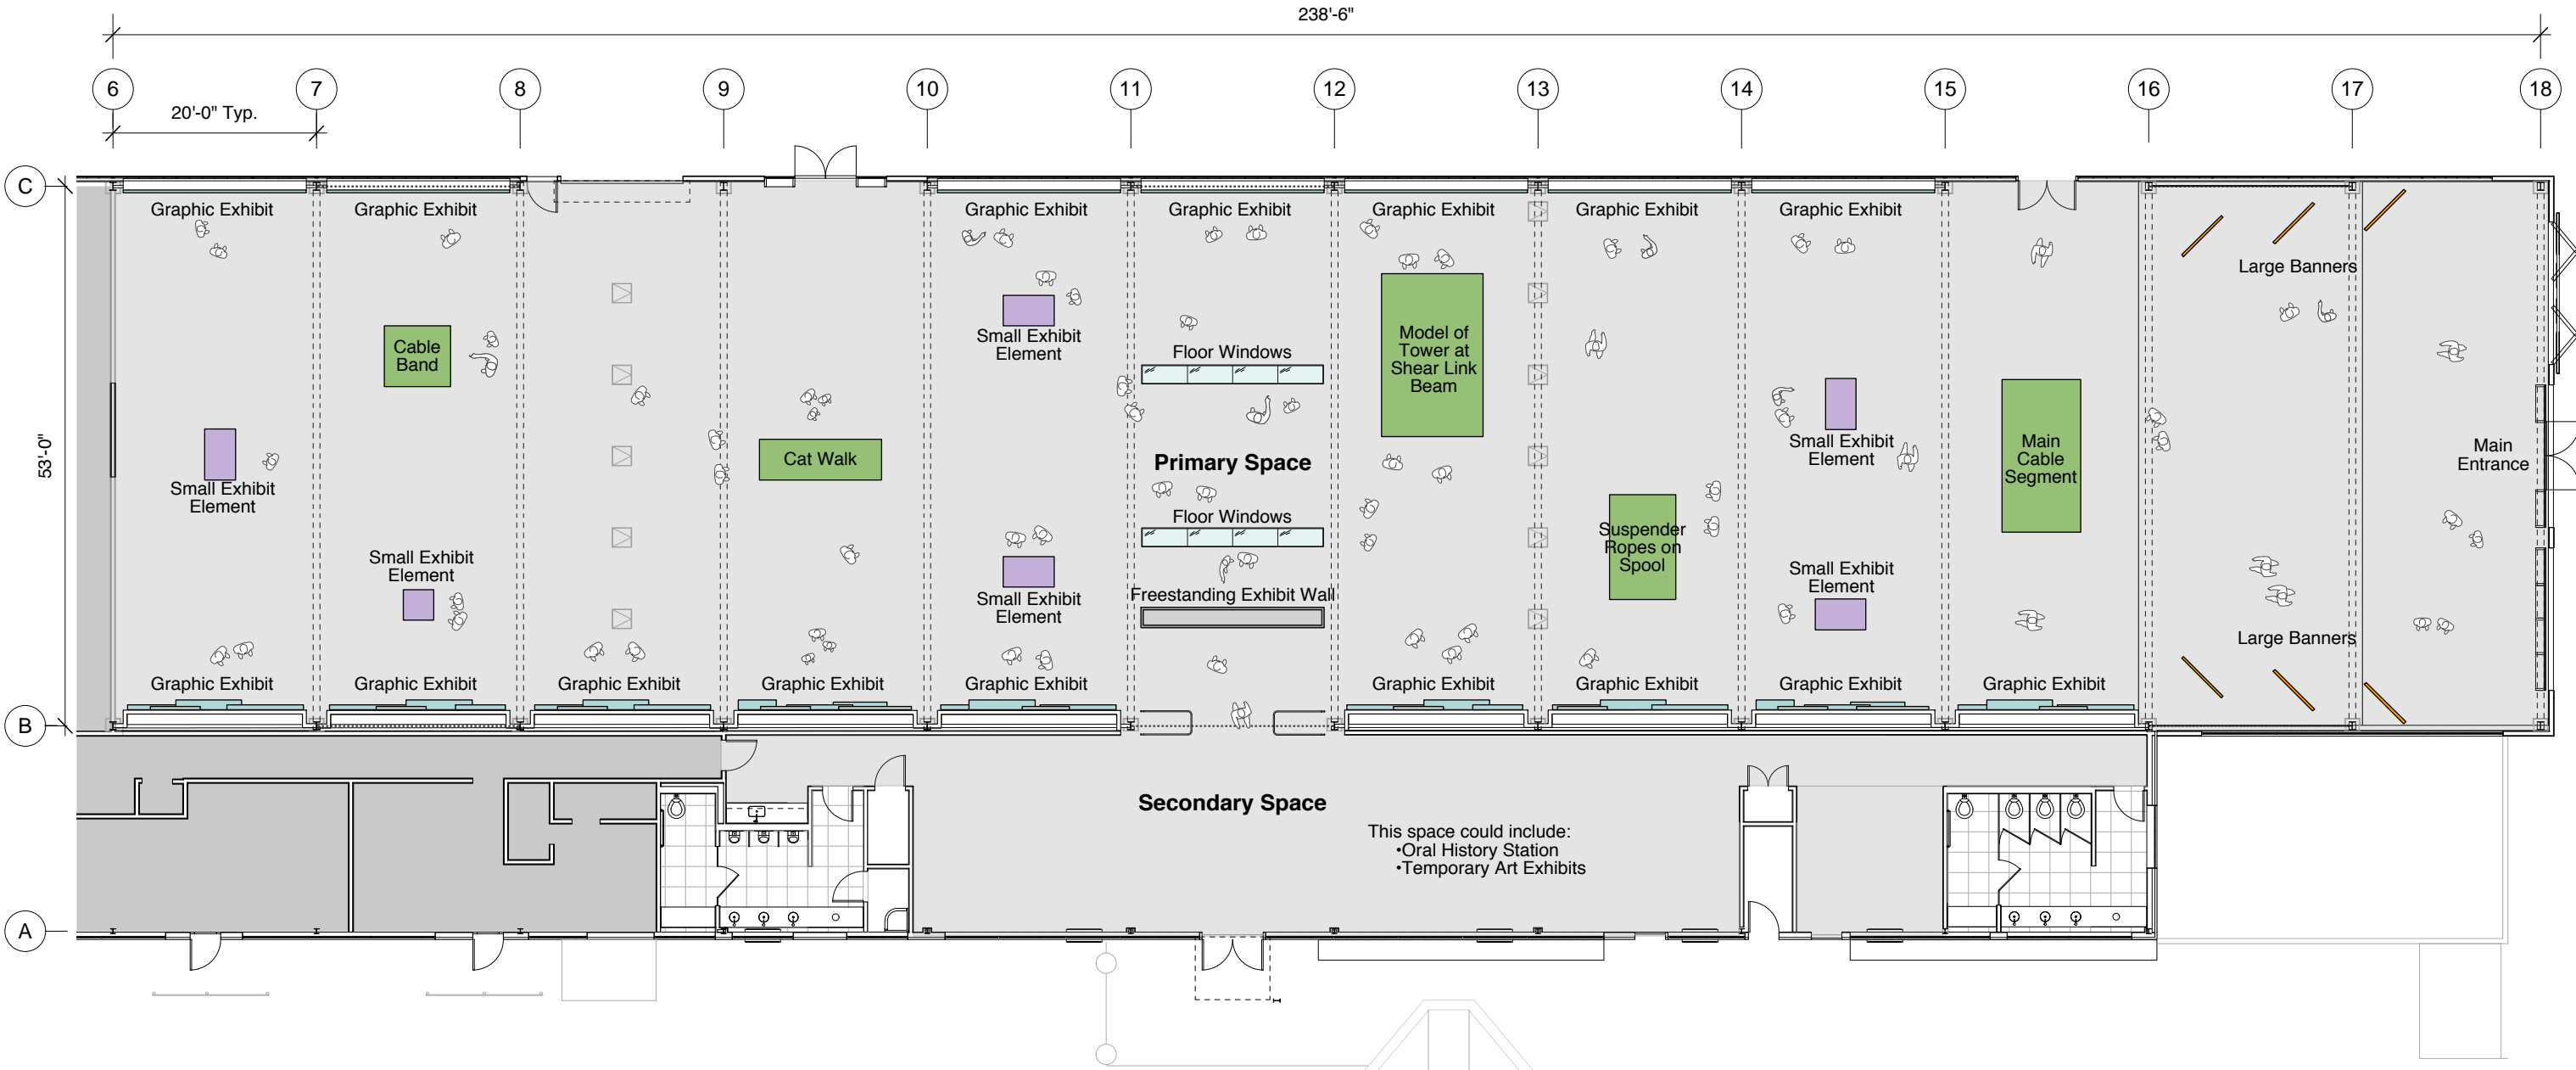 238'-6"
6
7
8
9
10
11
12
13
14
15
16
17
18
20'-0" Typ.
C
Graphic Exhibit
Graphic Exhibit
Graphic Exhibit
Graphic Exhibit
Graphic Exhibit
Graphic Exhibit
Graphic Exhibit
Large Banners
Cable
Band
Small Exhibit
Element
Floor Windows
Model of
Tower at
Shear Link
Beam
53'-0"
Small Exhibit
Element
Cat Walk
Primary Space
Small Exhibit
Element
Main
Cable
Segment
Main
Entrance
Floor Windows
Suspender
Ropes on
Spool
Small Exhibit
Element
Small Exhibit
Element
Freestanding Exhibit Wall
Small Exhibit
Element
Large Banners
Graphic Exhibit
Graphic Exhibit
Graphic Exhibit
Graphic Exhibit
Graphic Exhibit
Graphic Exhibit
Graphic Exhibit
Graphic Exhibit
Graphic Exhibit
B
Secondary Space
This space could include:
•Oral History Station
•Temporary Art Exhibits
A